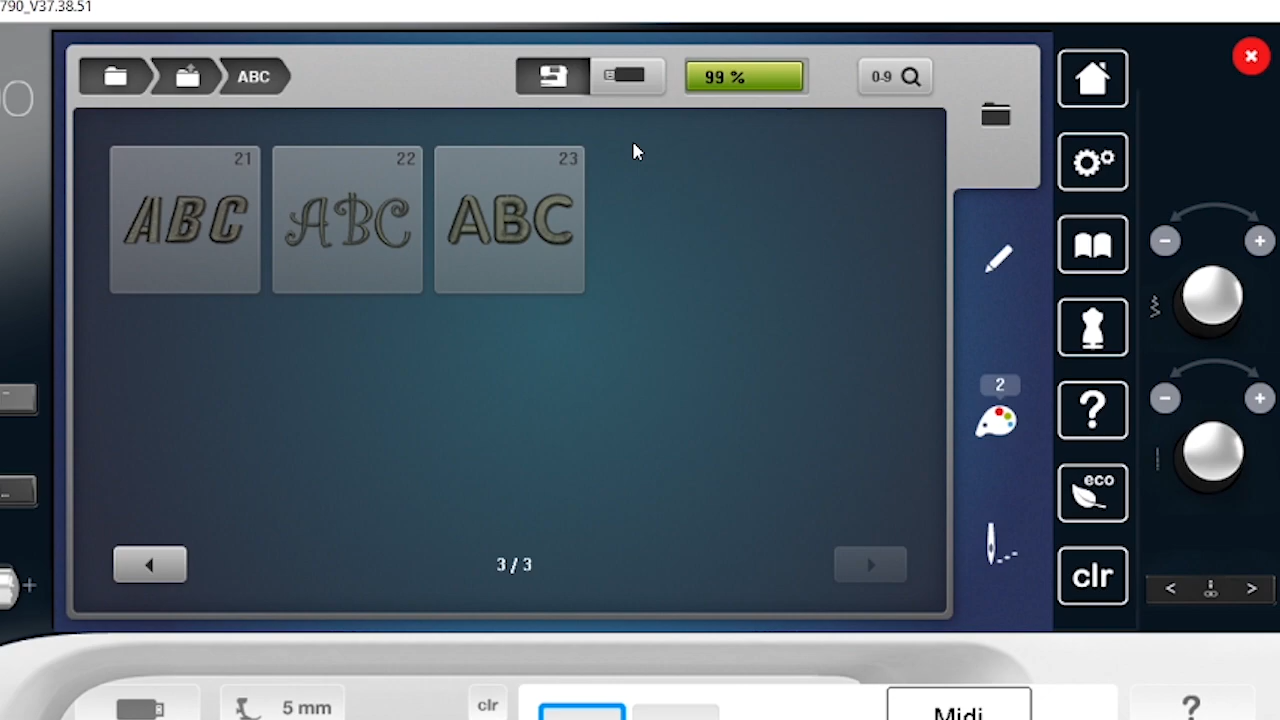 790_V37.38.51
ABC
99 %
0-9
21
22
23
ABC
ABC
ABC
2
eco
3 / 3
clr
5 mm
clr
Midi